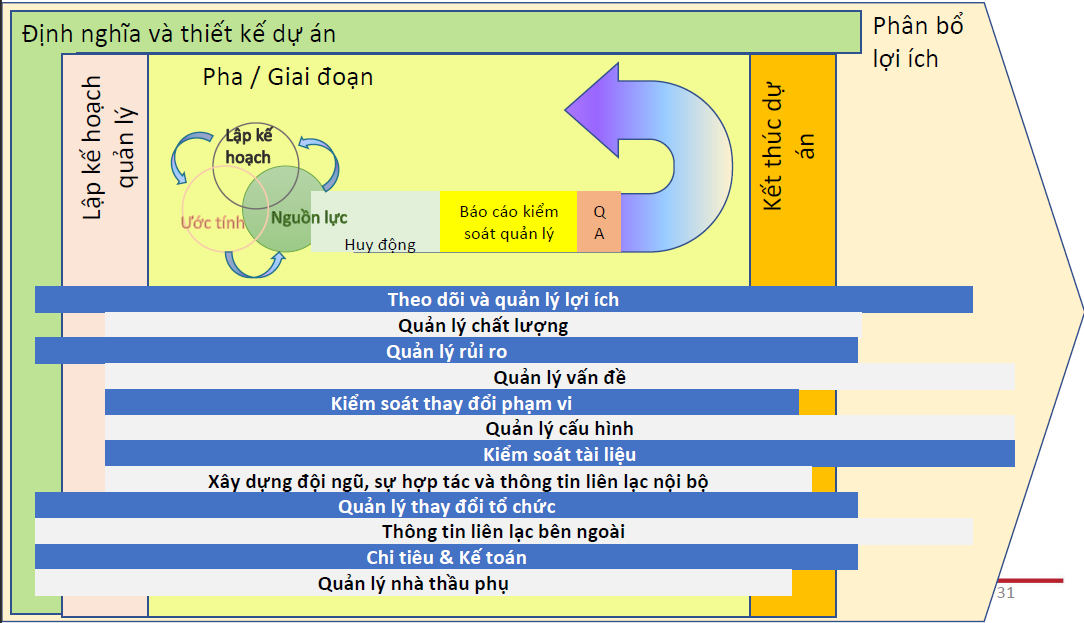 Định nghĩa và thiết kế dự án
Phân bổ
lợi ích
Lập kế hoạch
quản lý
Pha / Giai đoạn
Kết thúc dự
án
Lập kế
hoạch
Ước tính
Nguồn lực
Huy động
Báo cáo kiểm
soát quản lý
Q
A
Theo dõi và quản lý lợi ích
Quản lý chất lượng
Quản lý rủi ro
Quản lý vấn đề
Kiểm soát thay đổi phạm vi
Quản lý cấu hình
Kiểm soát tài liệu
Xây dựng đội ngũ, sự hợp tác và thông tin liên lạc nội bộ
Quản lý thay đổi tổ chức
Thông tin liên lạc bên ngoài
Chi tiêu & Kế toán
Quản lý nhà thầu phụ
31